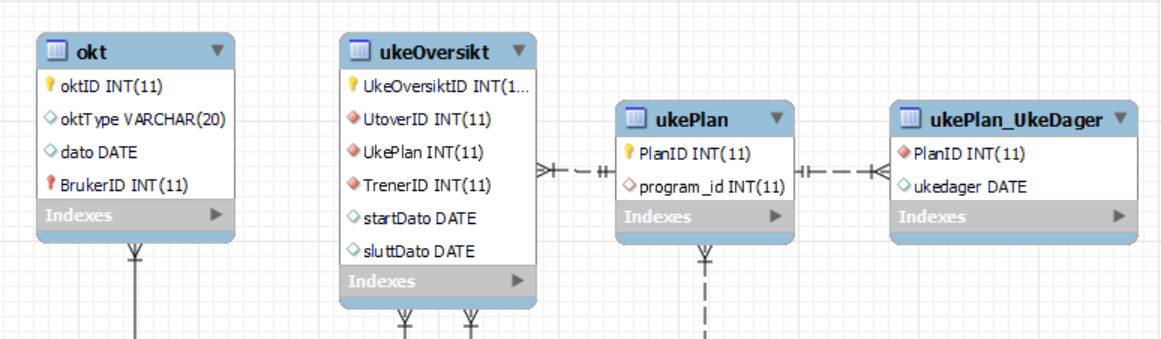 okt
oktID INT(11)
oktType VARCHAR(20)
dato DATE
BrukerID INT(11)
Indexes
ukeOversikt
UkeOversiktID INT(1...
UtoverID INT(11)
UkePlan INT(11)
TrenerID INT(11)
startDato DATE
sluttDato DATE
Indexes
ukePlan
PlanID INT(11)
program_id INT(11)
Indexes
ukePlan_UkeDager
PlanID INT(11)
ukedager DATE
Indexes